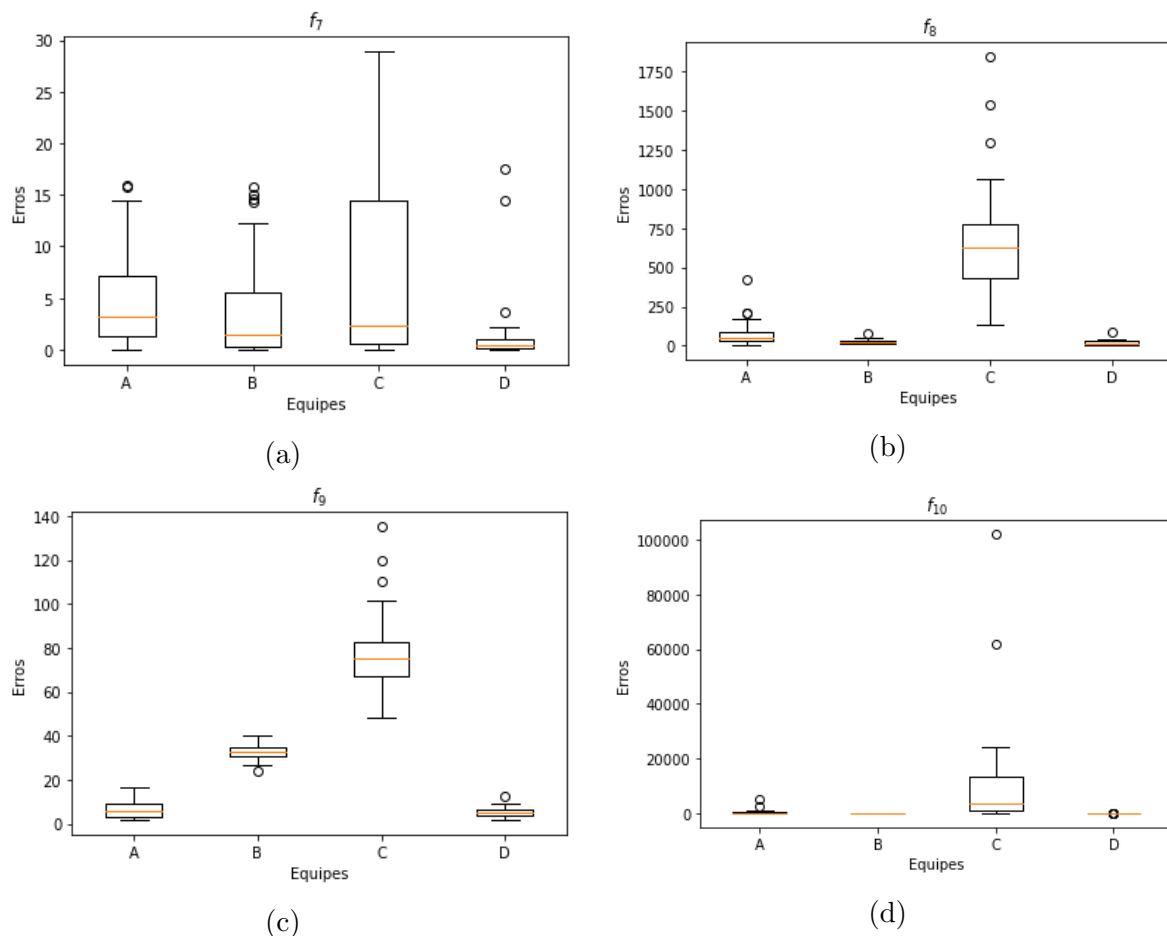 f7
30
25
20
15
10
5
0
Erros
A B C D
Equipes
(a)
f8
1750
1500
1250
1000
750
500
250
0
Erros
A B C D
Equipes
(b)
f9
140
120
100
80
60
40
20
0
Erros
A B C D
Equipes
(c)
f10
100000
80000
60000
40000
20000
0
Erros
A B C D
Equipes
(d)